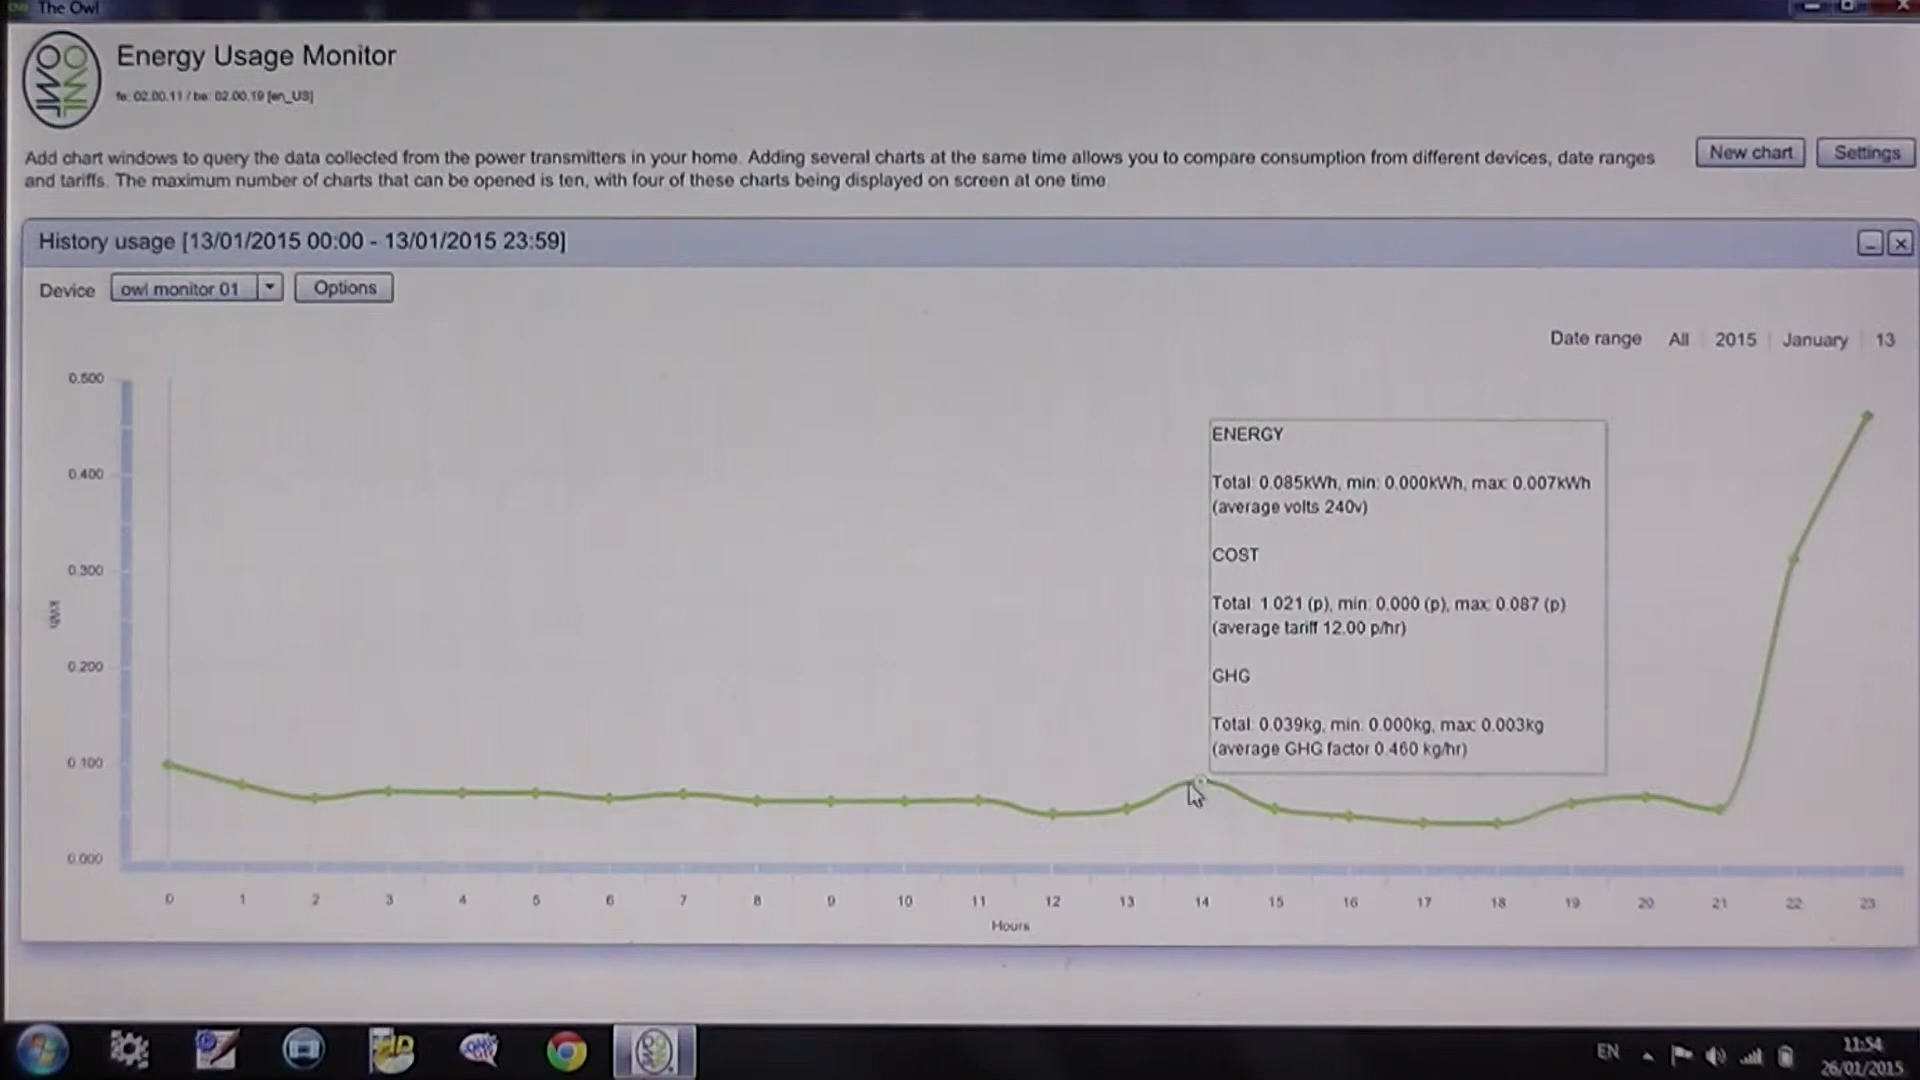 The Owl
OWL OWL
Energy Usage Monitor
fe: 02.00.11 / be: 02.00.19 [en_US]
Add chart windows to query the data collected from the power transmitters in your home. Adding several charts at the same time allows you to compare consumption from different devices, date ranges
and tariffs. The maximum number of charts that can be opened is ten, with four of these charts being displayed on screen at one time
New chart
Settings
History usage [13/01/2015 00:00 - 13/01/2015 23:59]
Device owl monitor 01 Options
Date range All 2015 January 13
0.500
0.400
0.300
0.200
0.100
0.000
kWh
ENERGY
Total: 0.085kWh, min: 0.000kWh, max: 0.007kWh
(average volts 240v)
COST
Total: 1.021 (p), min: 0.000 (p), max: 0.087 (p)
(average tariff 12.00 p/hr)
GHG
Total: 0.039kg, min: 0.000kg, max: 0.003kg
(average GHG factor 0.460 kg/hr)
0 1 2 3 4 5 6 7 8 9 10 11 12 13 14 15 16 17 18 19 20 21 22 23
Hours
EN
11:54
26/01/2015